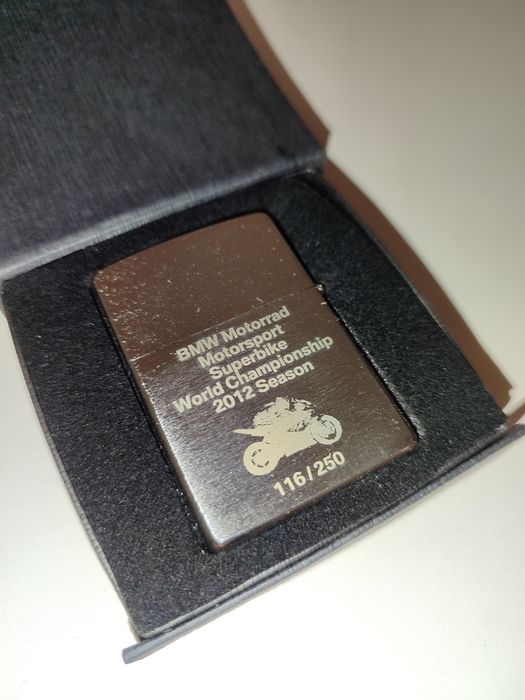 BMW Motorrad
Motorsport
Superbike
World Championship
2012 Season
116/250